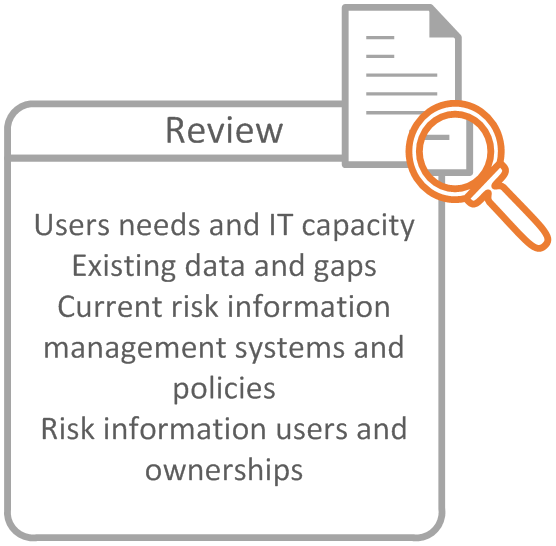 Review
Users needs and IT capacity
Existing data and gaps
Current risk information
management systems and
policies
Risk information users and
ownerships